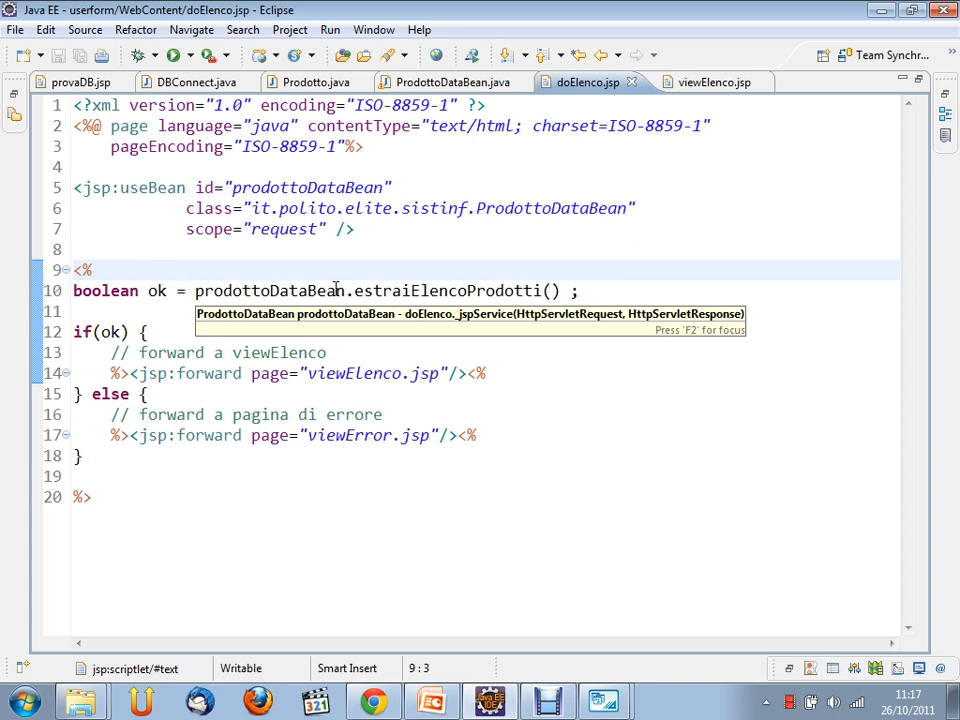 Java EE - userform/WebContent/doElenco.jsp - Eclipse
File Edit Source Refactor Navigate Search Project Run Window Help
Team Synchr...
provaDB.jsp DBConnect.java Prodotto.java ProdottoDataBean.java doElenco.jsp viewElenco.jsp
1 <?xml version="1.0" encoding="ISO-8859-1" ?>
2 <%@ page language="java" contentType="text/html; charset=ISO-8859-1"
3 pageEncoding="ISO-8859-1"%>
4
5 <jsp:useBean id="prodottoDataBean"
6 class="it.polito.elite.sistinf.ProdottoDataBean"
7 scope="request" />
8
9 <%
10 boolean ok = prodottoDataBean.estraiElencoProdotti() ;
11
ProdottoDataBean prodottoDataBean - doElenco._jspService(HttpServletRequest, HttpServletResponse)
Press 'F2' for focus
12 if(ok) {
13 // forward a viewElenco
14 %><jsp:forward page="viewElenco.jsp"/><%
15 } else {
16 // forward a pagina di errore
17 %><jsp:forward page="viewError.jsp"/><%
18 }
19
20 %>
jsp:scriptlet/#text Writable Smart Insert 9 : 3
321
Java EE
IDE
11:17
26/10/2011